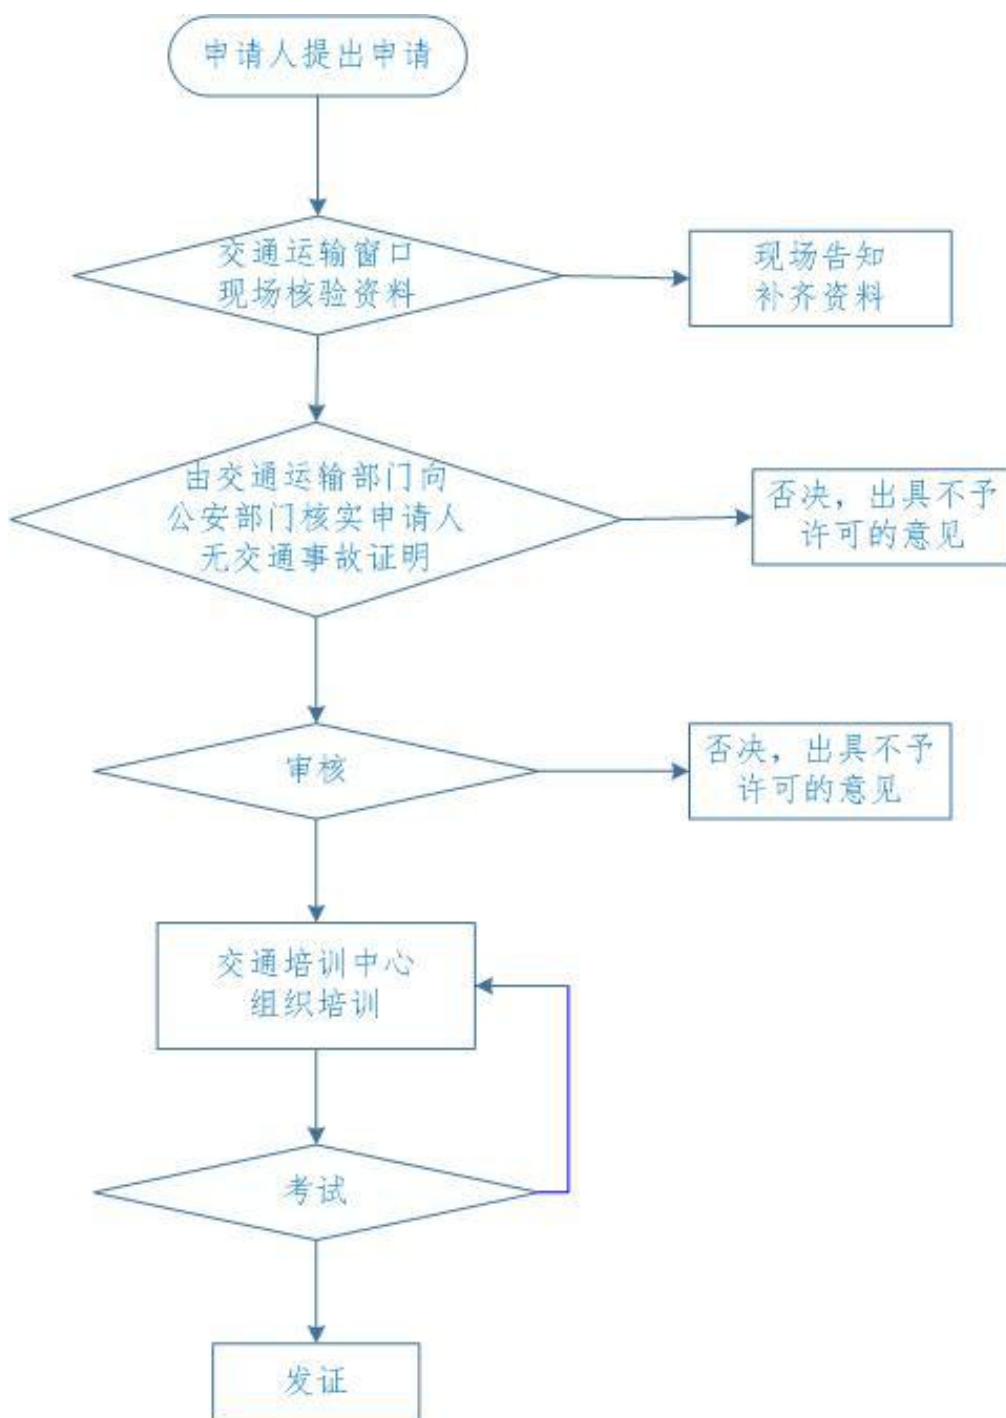 申请人提出申请
交通运输窗口
现场核验资料
现场告知
补齐资料
由交通运输部门向
公安部门核实申请人
无交通事故证明
否决，出具不予
许可的意见
审核
否决，出具不予
许可的意见
交通培训中心
组织培训
考试
发证